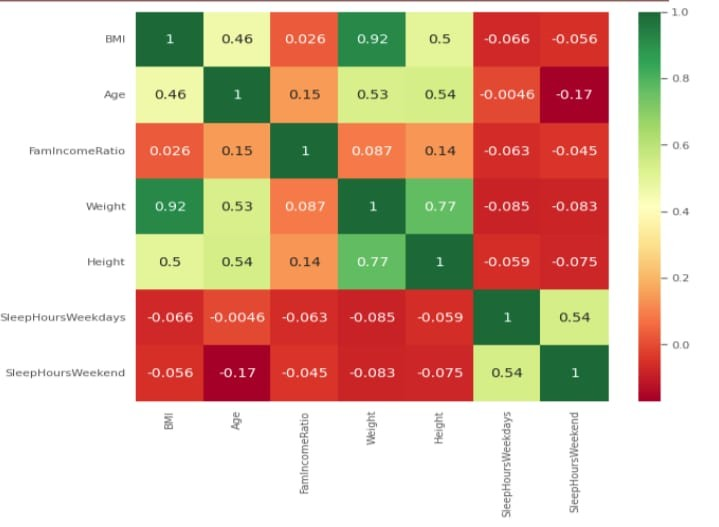 BMI 1 0.46 0.026 0.92 0.5 -0.066 -0.056
Age 0.46 1 0.15 0.53 0.54 -0.0046 -0.17
FamIncomeRatio 0.026 0.15 1 0.087 0.14 -0.063 -0.045
Weight 0.92 0.53 0.087 1 0.77 -0.085 -0.083
Height 0.5 0.54 0.14 0.77 1 -0.059 -0.075
SleepHoursWeekdays -0.066 -0.0046 -0.063 -0.085 -0.059 1 0.54
SleepHoursWeekend -0.056 -0.17 -0.045 -0.083 -0.075 0.54 1
BMI
Age
FamIncomeRatio
Weight
Height
SleepHoursWeekdays
SleepHoursWeekend
1.0
0.8
0.6
0.4
0.2
0.0